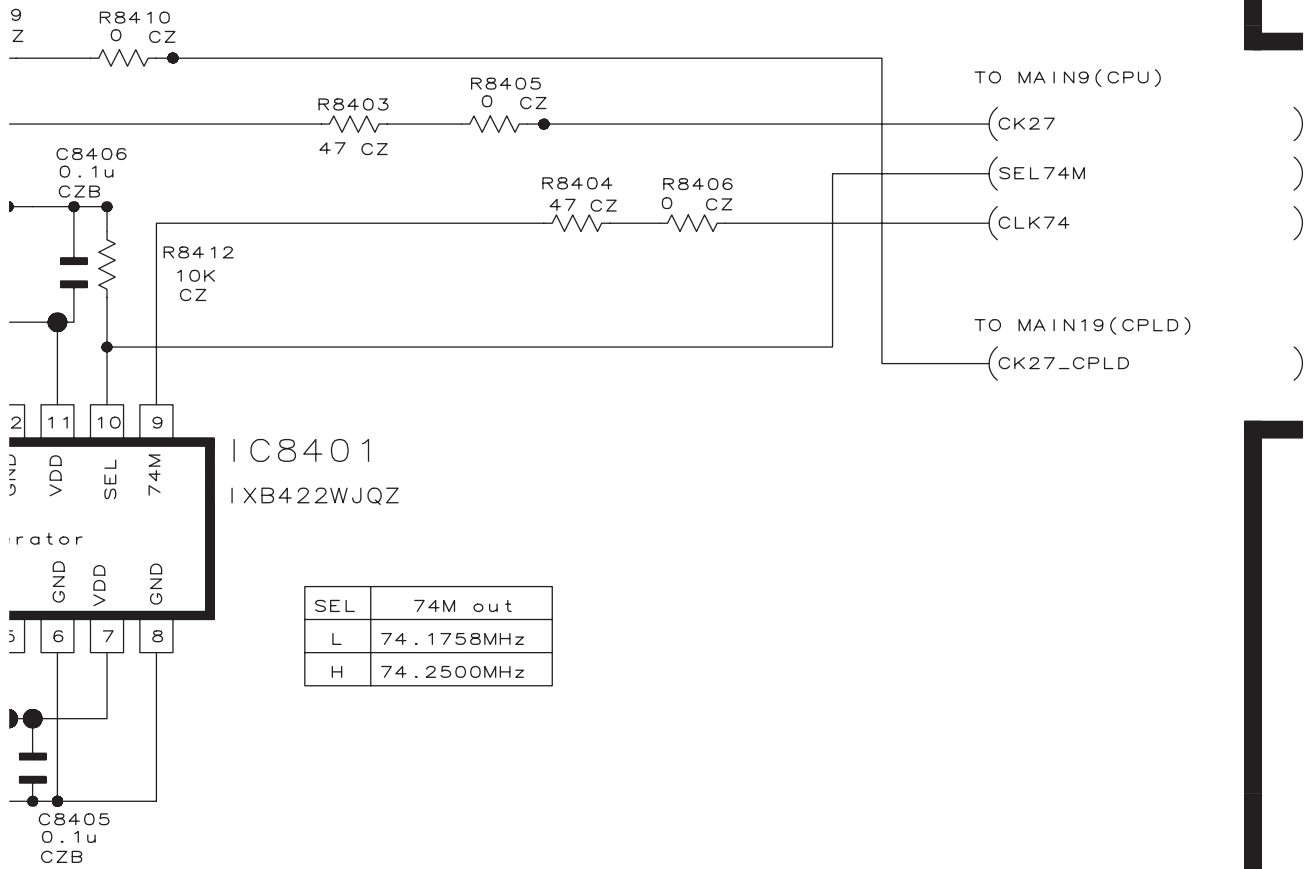 9
Z
R8410
0 CZ
TO MAIN9(CPU)
R8405
0 CZ
R8403
47 CZ
(CK27 )
C8406
0.1u
CZB
(SEL74M )
R8404
47 CZ
R8406
0 CZ
(CLK74 )
R8412
10K
CZ
TO MAIN19(CPLD)
(CK27_CPLD )
2 11 10 9
GND VDD SEL 74M
IC8401
IXB422WJQZ
erator
GND VDD GND
5 6 7 8
SEL 74M out
L 74.1758MHz
H 74.2500MHz
C8405
0.1u
CZB